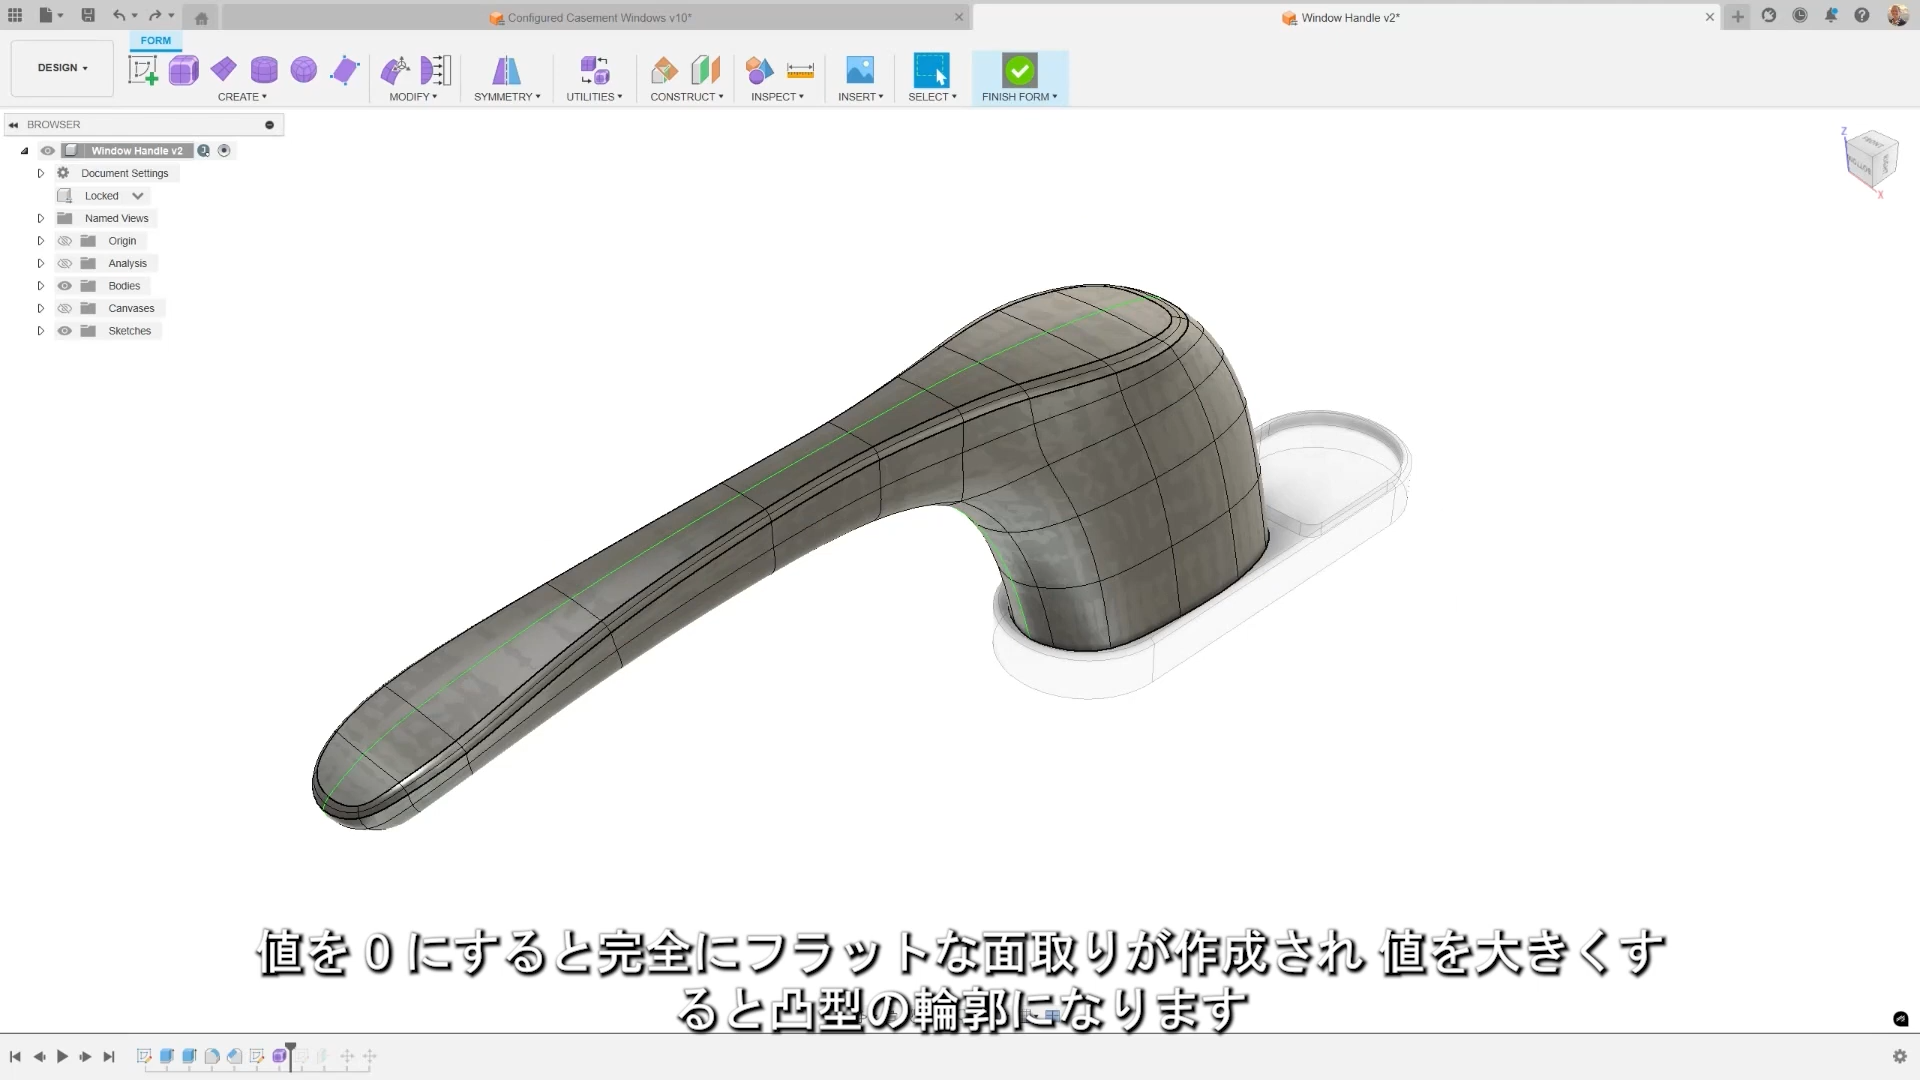 Configured Casement Windows v10*
Window Handle v2*
FORM
DESIGN
CREATE
MODIFY
SYMMETRY
UTILITIES
CONSTRUCT
INSPECT
INSERT
SELECT
FINISH FORM
BROWSER
Window Handle v2
Document Settings
Locked
Named Views
Origin
Analysis
Bodies
Canvases
Sketches
Z
X
値を 0 にすると完全にフラットな面取りが作成され 値を大きくす
ると凸型の輪郭になります